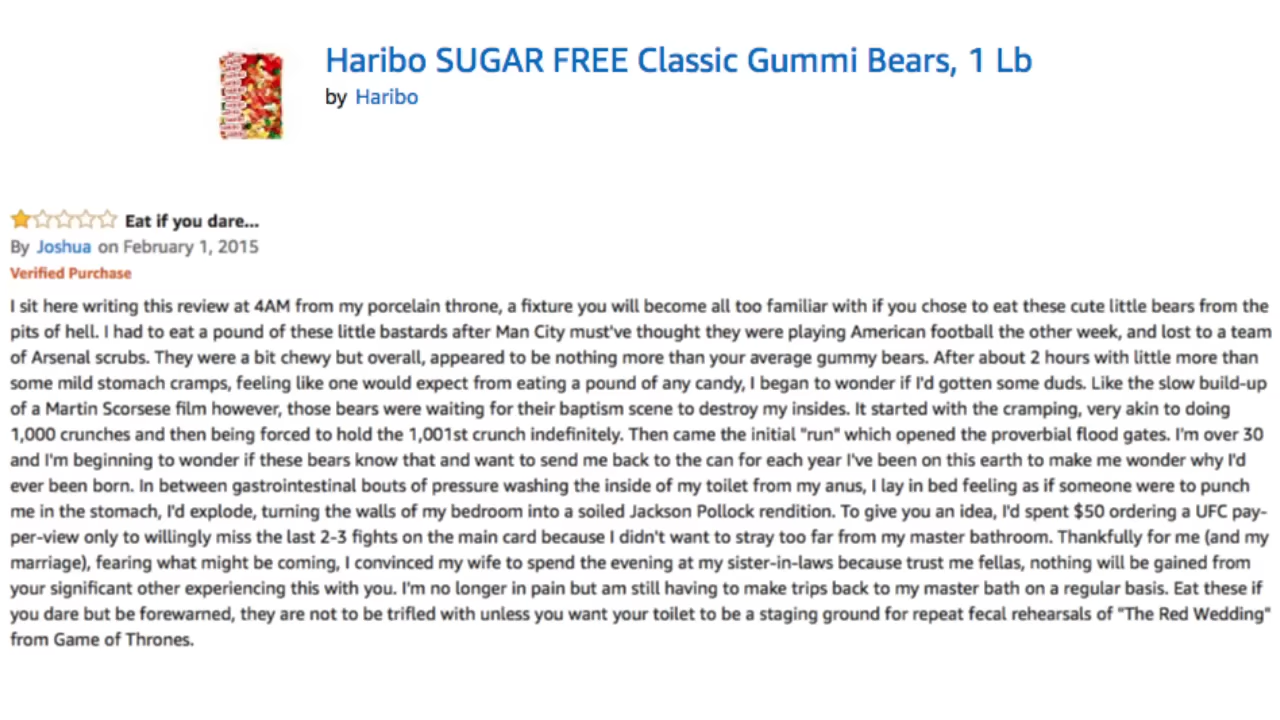 Haribo SUGAR FREE Classic Gummi Bears, 1 Lb
by Haribo
Eat if you dare...
By Joshua on February 1, 2015
Verified Purchase
I sit here writing this review at 4AM from my porcelain throne, a fixture you will become all too familiar with if you chose to eat these cute little bears from the
pits of hell. I had to eat a pound of these little bastards after Man City must've thought they were playing American football the other week, and lost to a team
of Arsenal scrubs. They were a bit chewy but overall, appeared to be nothing more than your average gummy bears. After about 2 hours with little more than
some mild stomach cramps, feeling like one would expect from eating a pound of any candy, I began to wonder if I'd gotten some duds. Like the slow build-up
of a Martin Scorsese film however, those bears were waiting for their baptism scene to destroy my insides. It started with the cramping, very akin to doing
1,000 crunches and then being forced to hold the 1,001st crunch indefinitely. Then came the initial "run" which opened the proverbial flood gates. I'm over 30
and I'm beginning to wonder if these bears know that and want to send me back to the can for each year I've been on this earth to make me wonder why I'd
ever been born. In between gastrointestinal bouts of pressure washing the inside of my toilet from my anus, I lay in bed feeling as if someone were to punch
me in the stomach, I'd explode, turning the walls of my bedroom into a soiled Jackson Pollock rendition. To give you an idea, I'd spent $50 ordering a UFC pay-
per-view only to willingly miss the last 2-3 fights on the main card because I didn't want to stray too far from my master bathroom. Thankfully for me (and my
marriage), fearing what might be coming, I convinced my wife to spend the evening at my sister-in-laws because trust me fellas, nothing will be gained from
your significant other experiencing this with you. I'm no longer in pain but am still having to make trips back to my master bath on a regular basis. Eat these if
you dare but be forewarned, they are not to be trifled with unless you want your toilet to be a staging ground for repeat fecal rehearsals of "The Red Wedding"
from Game of Thrones.